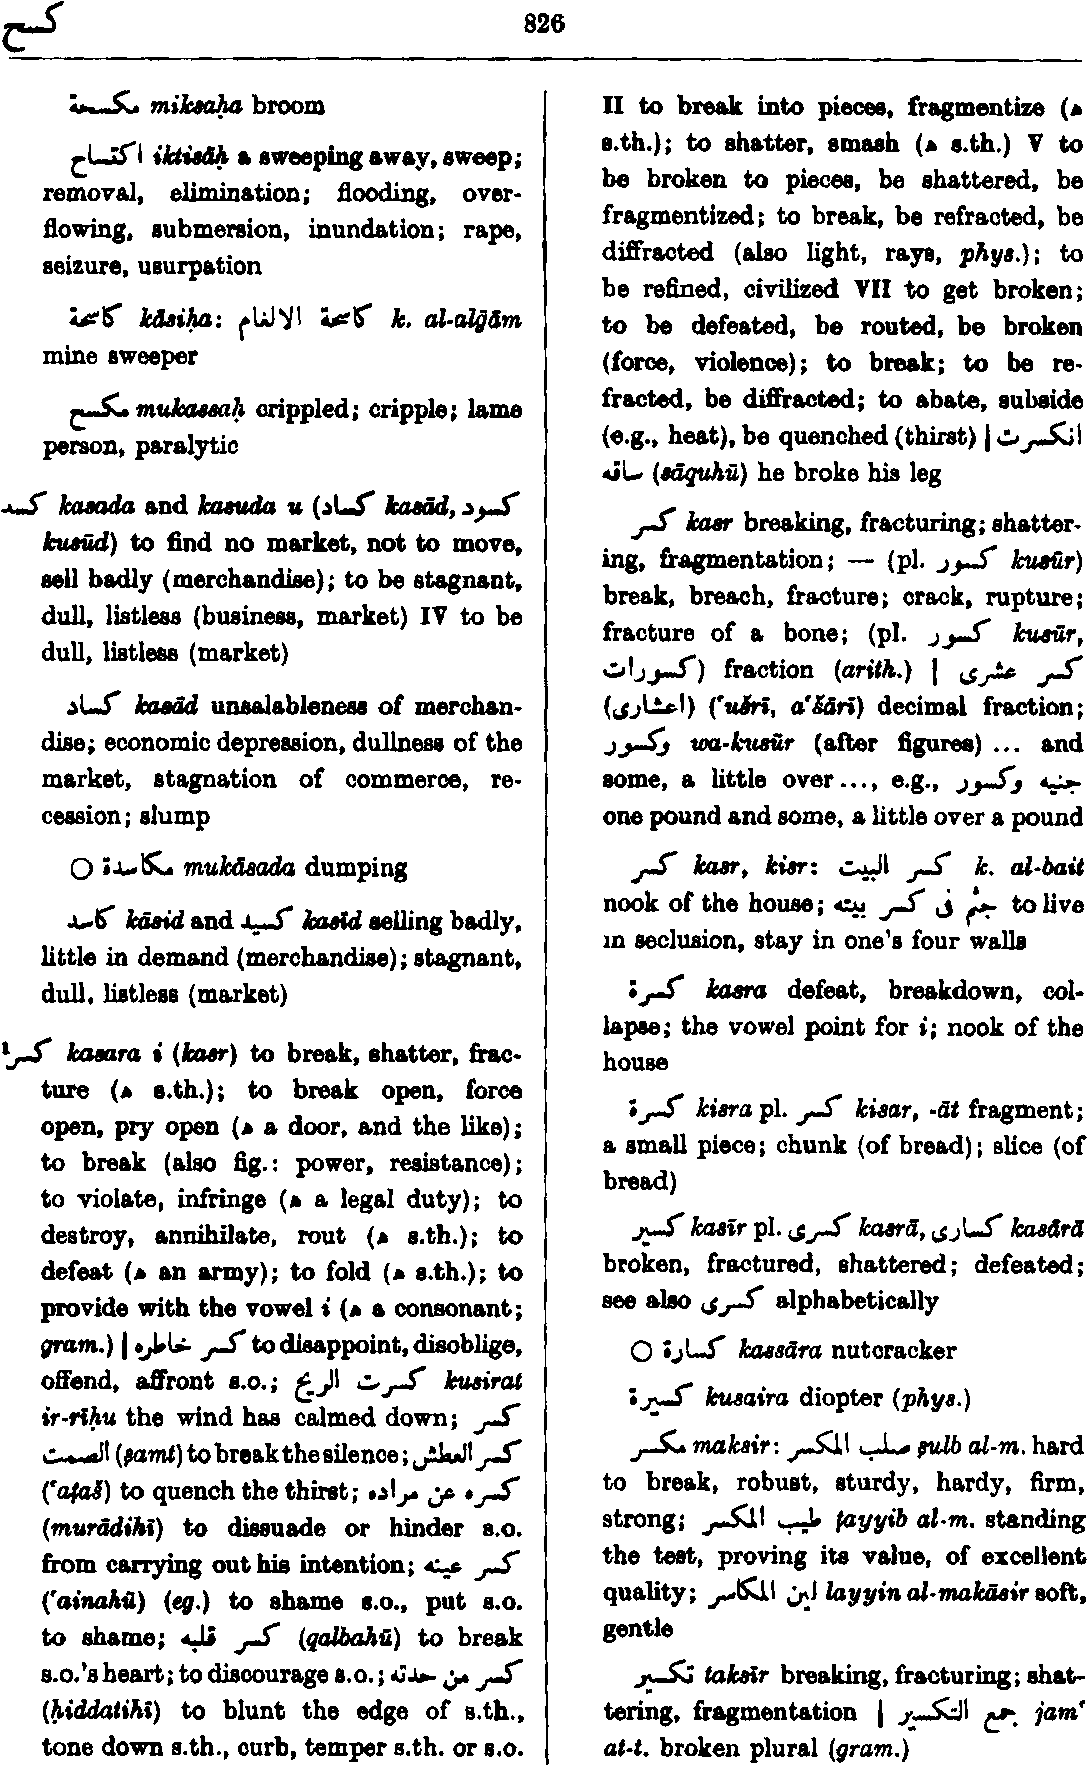 كسح
826
مكسحة miksaḥa broom
اكتساح iktisāḥ a sweeping away, sweep;
removal, elimination; flooding, over-
flowing, submersion, inundation; rape,
seizure, usurpation
كاسحة kāsiḥa: كاسحة الالغام k. al-alḡām
mine sweeper
مكسح mukassaḥ crippled; cripple; lame
person, paralytic
كسد kasada and kasuda u (كساد kasād, كسود
kusūd) to find no market, not to move,
sell badly (merchandise); to be stagnant,
dull, listless (business, market) IV to be
dull, listless (market)
كساد kasād unsalableness of merchan-
dise; economic depression, dullness of the
market, stagnation of commerce, re-
cession; slump
○ مكاسدة mukāsada dumping
كاسد kāsid and كسيد kasīd selling badly,
little in demand (merchandise); stagnant,
dull, listless (market)
كسر¹ kasara i (kasr) to break, shatter, frac-
ture (ه s.th.); to break open, force
open, pry open (ه a door, and the like);
to break (also fig.: power, resistance);
to violate, infringe (ه a legal duty); to
destroy, annihilate, rout (ه s.th.); to
defeat (ه an army); to fold (ه s.th.); to
provide with the vowel i (ه a consonant;
gram.) | كسر خاطره to disappoint, disoblige,
offend, affront s.o.; كسرت الريح kusirat
ir-rīḥu the wind has calmed down; كسر
الصمت (ṣamt) to break the silence; كسر العطش
(‘aṭaš) to quench the thirst; كسره عن مراده
(murādihī) to dissuade or hinder s.o.
from carrying out his intention; كسر عينه
(‘ainahū) (eg.) to shame s.o., put s.o.
to shame; كسر قلبه (qalbahū) to break
s.o.'s heart; to discourage s.o.; كسر من حدته
(ḥiddatihī) to blunt the edge of s.th.,
tone down s.th., curb, temper s.th. or s.o.
II to break into pieces, fragmentize (ه
s.th.); to shatter, smash (ه s.th.) V to
be broken to pieces, be shattered, be
fragmentized; to break, be refracted, be
diffracted (also light, rays, phys.); to
be refined, civilized VII to get broken;
to be defeated, be routed, be broken
(force, violence); to break; to be re-
fracted, be diffracted; to abate, subside
(e.g., heat), be quenched (thirst) | انكسرت
ساقه (sāquhū) he broke his leg
كسر kasr breaking, fracturing; shatter-
ing, fragmentation; — (pl. كسور kusūr)
break, breach, fracture; crack, rupture;
fracture of a bone; (pl. كسور kusūr,
كسورات) fraction (arith.) | كسر عشرى
(اعشارى) (‘ušrī, a‘šārī) decimal fraction;
وكسور wa-kusūr (after figures) ... and
some, a little over ..., e.g., جنيه وكسور
one pound and some, a little over a pound
كسر kasr, kisr: كسر البيت k. al-bait
nook of the house; جثم فى كسر بيته to live
in seclusion, stay in one's four walls
كسرة kasra defeat, breakdown, col-
lapse; the vowel point for i; nook of the
house
كسرة kisra pl. كسر kisar, -āt fragment;
a small piece; chunk (of bread); slice (of
bread)
كسير kasīr pl. كسرى kasrā, كسارى kasārā
broken, fractured, shattered; defeated;
see also كسرى alphabetically
○ كسارة kassāra nutcracker
كسيرة kusaira diopter (phys.)
مكسر maksir: صلب المكسر ṣulb al-m. hard
to break, robust, sturdy, hardy, firm,
strong; طيب المكسر ṭayyib al-m. standing
the test, proving its value, of excellent
quality; لين المكاسر layyin al-makāsir soft,
gentle
تكسير taksīr breaking, fracturing; shat-
tering, fragmentation | جمع التكسير jam‘
at-t. broken plural (gram.)